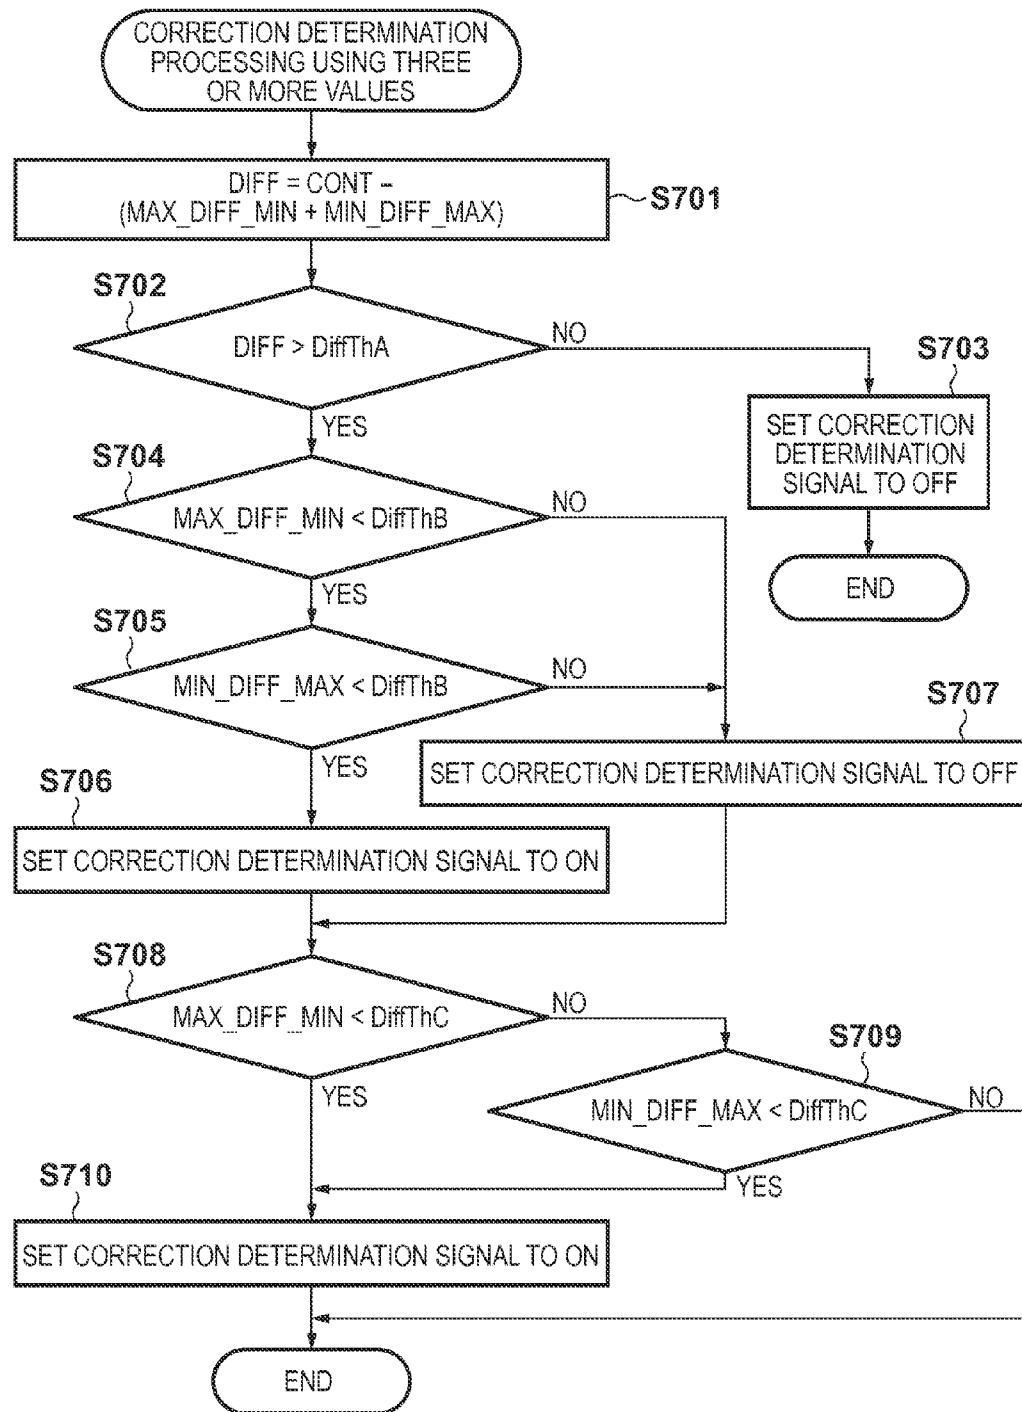 CORRECTION DETERMINATION
PROCESSING USING THREE
OR MORE VALUES
DIFF = CONT –
(MAX_DIFF_MIN + MIN_DIFF_MAX)
S701
S702
DIFF > DiffThA
NO
YES
S703
SET CORRECTION
DETERMINATION
SIGNAL TO OFF
END
S704
MAX_DIFF_MIN < DiffThB
NO
YES
S705
MIN_DIFF_MAX < DiffThB
NO
YES
S707
SET CORRECTION DETERMINATION SIGNAL TO OFF
S706
SET CORRECTION DETERMINATION SIGNAL TO ON
S708
MAX_DIFF_MIN < DiffThC
NO
YES
S709
MIN_DIFF_MAX < DiffThC
NO
YES
S710
SET CORRECTION DETERMINATION SIGNAL TO ON
END